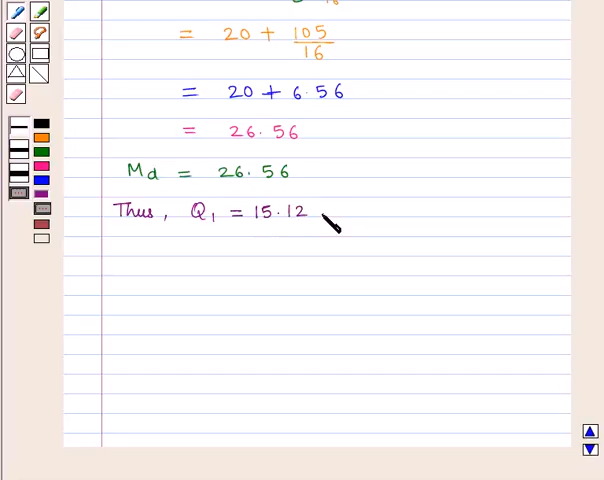 = 20 + 105/16
= 20 + 6.56
= 26.56
Md = 26.56
Thus, Q₁ = 15.12